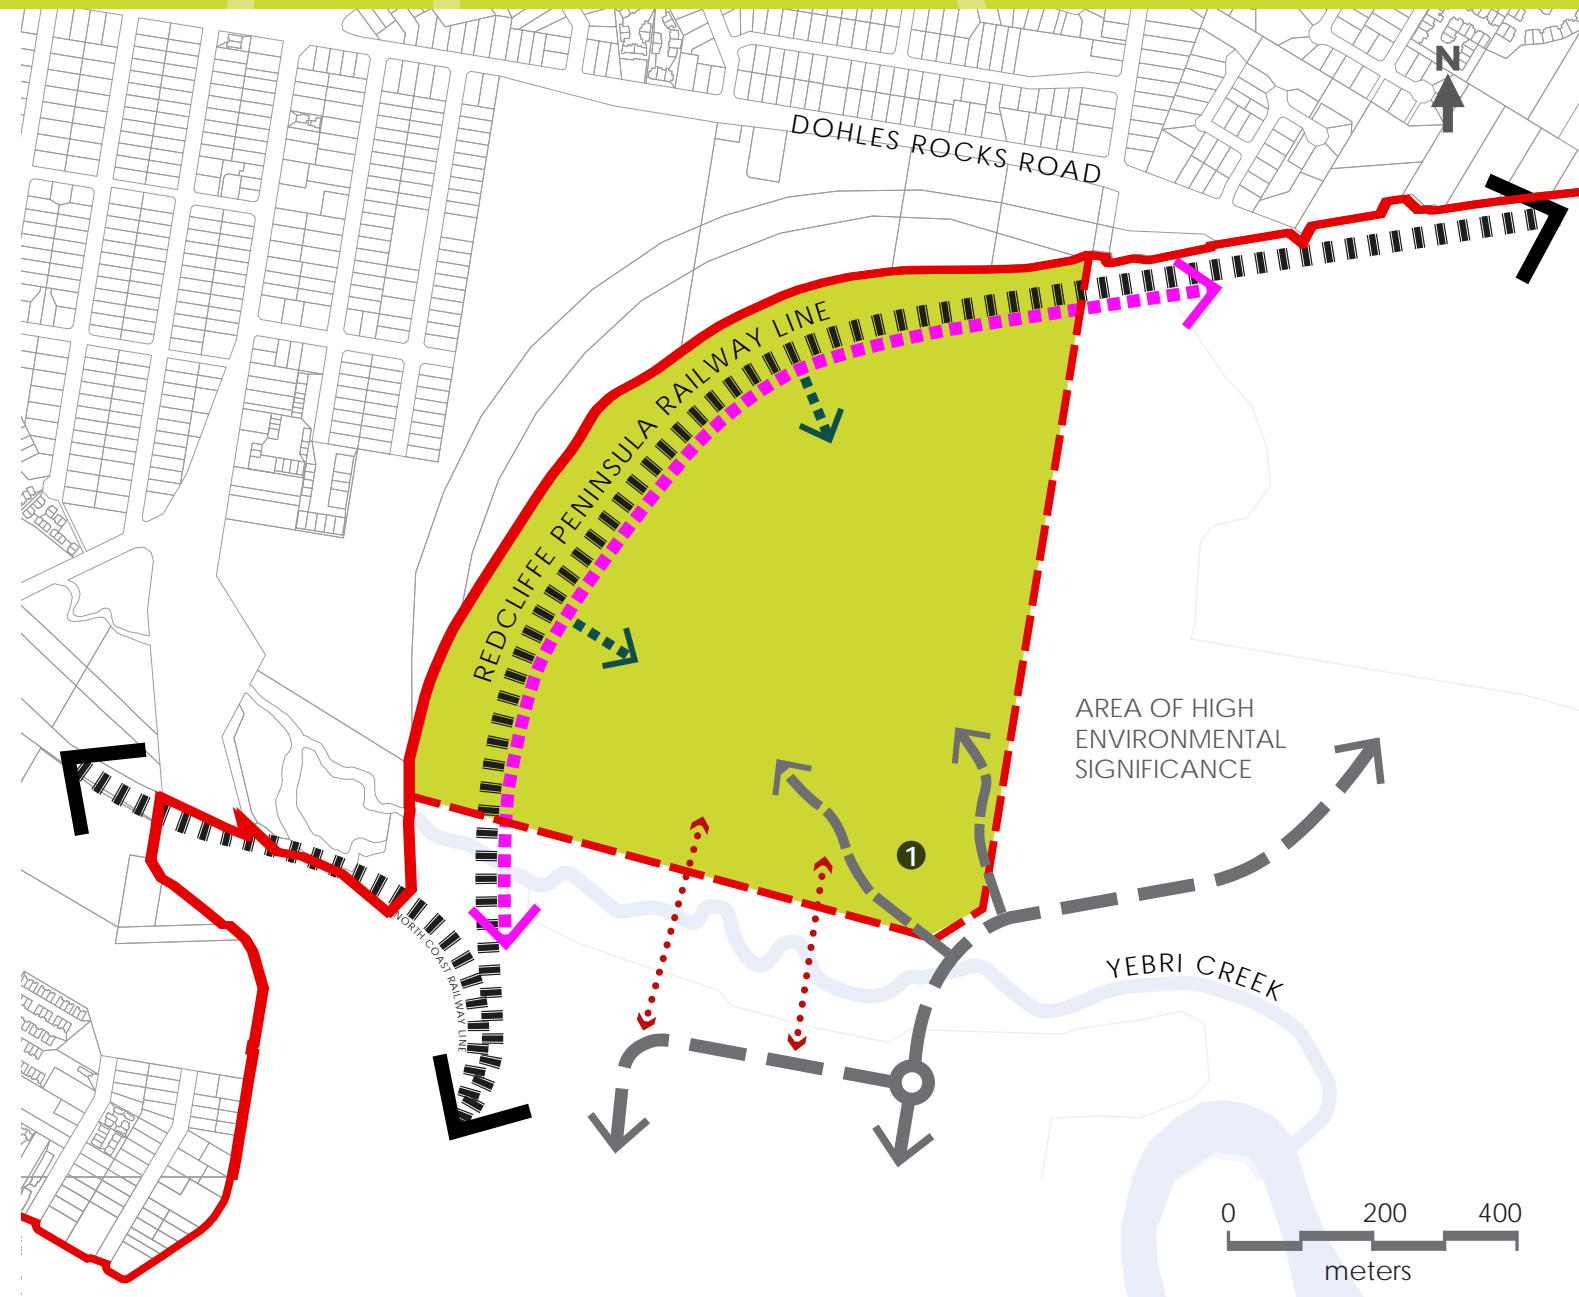 N
DOHLES ROCKS ROAD
REDCLIFFE PENINSULA RAILWAY LINE
AREA OF HIGH
ENVIRONMENTAL
SIGNIFICANCE
1
NORTH COAST RAILWAY LINE
YEBRI CREEK
0 200 400
meters